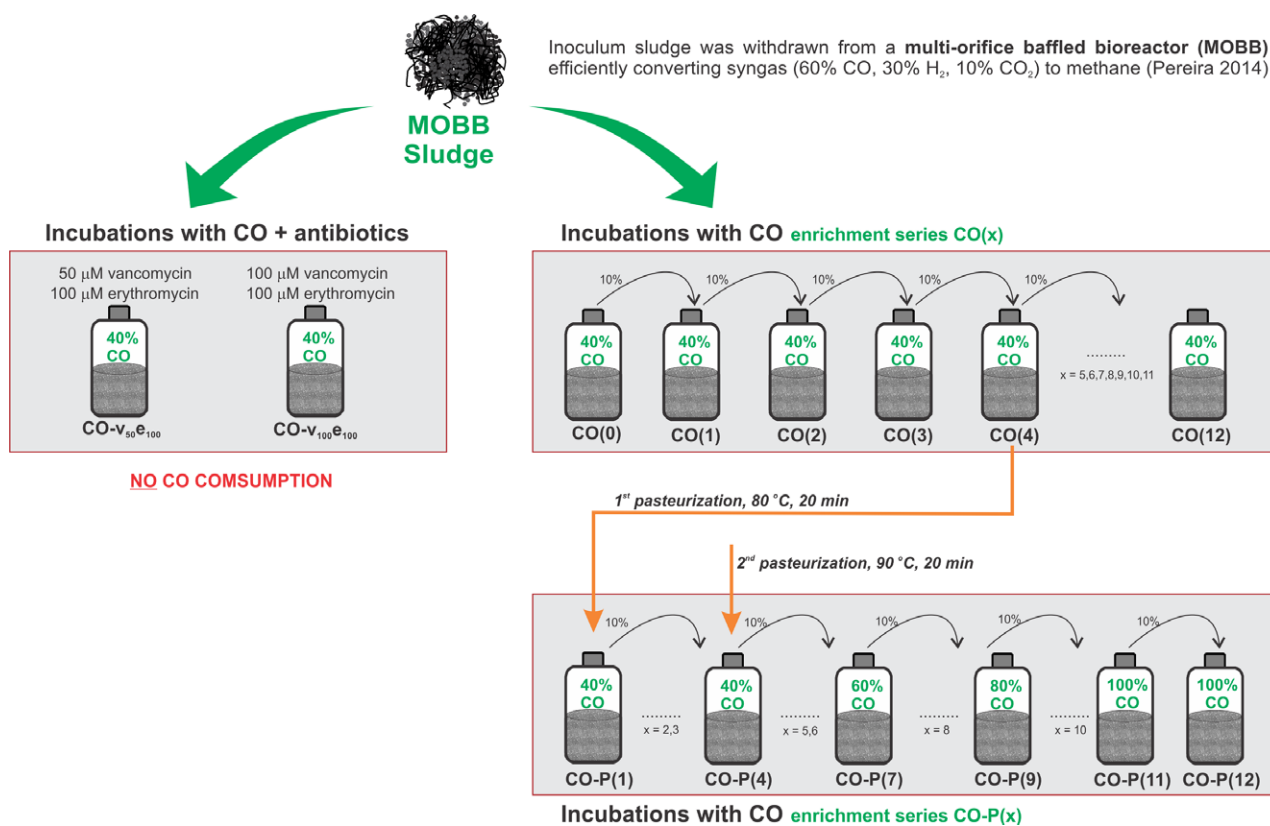 Inoculum sludge was withdrawn from a multi-orifice baffled bioreactor (MOBB)
efficiently converting syngas (60% CO, 30% H₂, 10% CO₂) to methane (Pereira 2014)
MOBB
Sludge
Incubations with CO + antibiotics
50 µM vancomycin
100 µM erythromycin
100 µM vancomycin
100 µM erythromycin
40%
CO
40%
CO
CO-v₅₀e₁₀₀
CO-v₁₀₀e₁₀₀
NO CO COMSUMPTION
Incubations with CO enrichment series CO(x)
10%
10%
10%
10%
10%
40%
CO
40%
CO
40%
CO
40%
CO
40%
CO
40%
CO
.........
x = 5,6,7,8,9,10,11
CO(0)
CO(1)
CO(2)
CO(3)
CO(4)
CO(12)
1st pasteurization, 80 °C, 20 min
2nd pasteurization, 90 °C, 20 min
10%
10%
10%
10%
10%
40%
CO
40%
CO
60%
CO
80%
CO
100%
CO
100%
CO
.........
x = 2,3
.........
x = 5,6
.........
x = 8
.........
x = 10
CO-P(1)
CO-P(4)
CO-P(7)
CO-P(9)
CO-P(11)
CO-P(12)
Incubations with CO enrichment series CO-P(x)